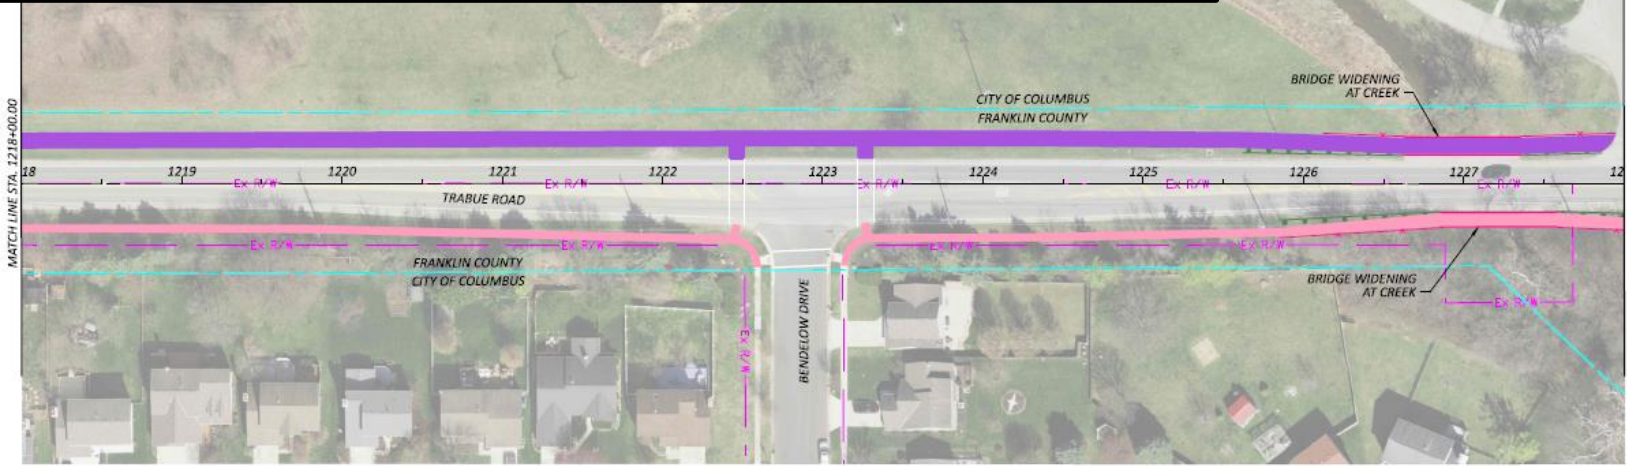 CITY OF COLUMBUS
FRANKLIN COUNTY
BRIDGE WIDENING
AT CREEK
MATCH LINE STA. 1218+00.00
18 1219 1220 1221 1222 1223 1224 1225 1226 1227 12
Ex R/W Ex R/W Ex R/W Ex R/W Ex R/W
TRABUE ROAD
Ex R/W Ex R/W Ex R/W Ex R/W
FRANKLIN COUNTY
CITY OF COLUMBUS
BRIDGE WIDENING
AT CREEK
Ex R/W
Ex R/W
BENDELOW DRIVE